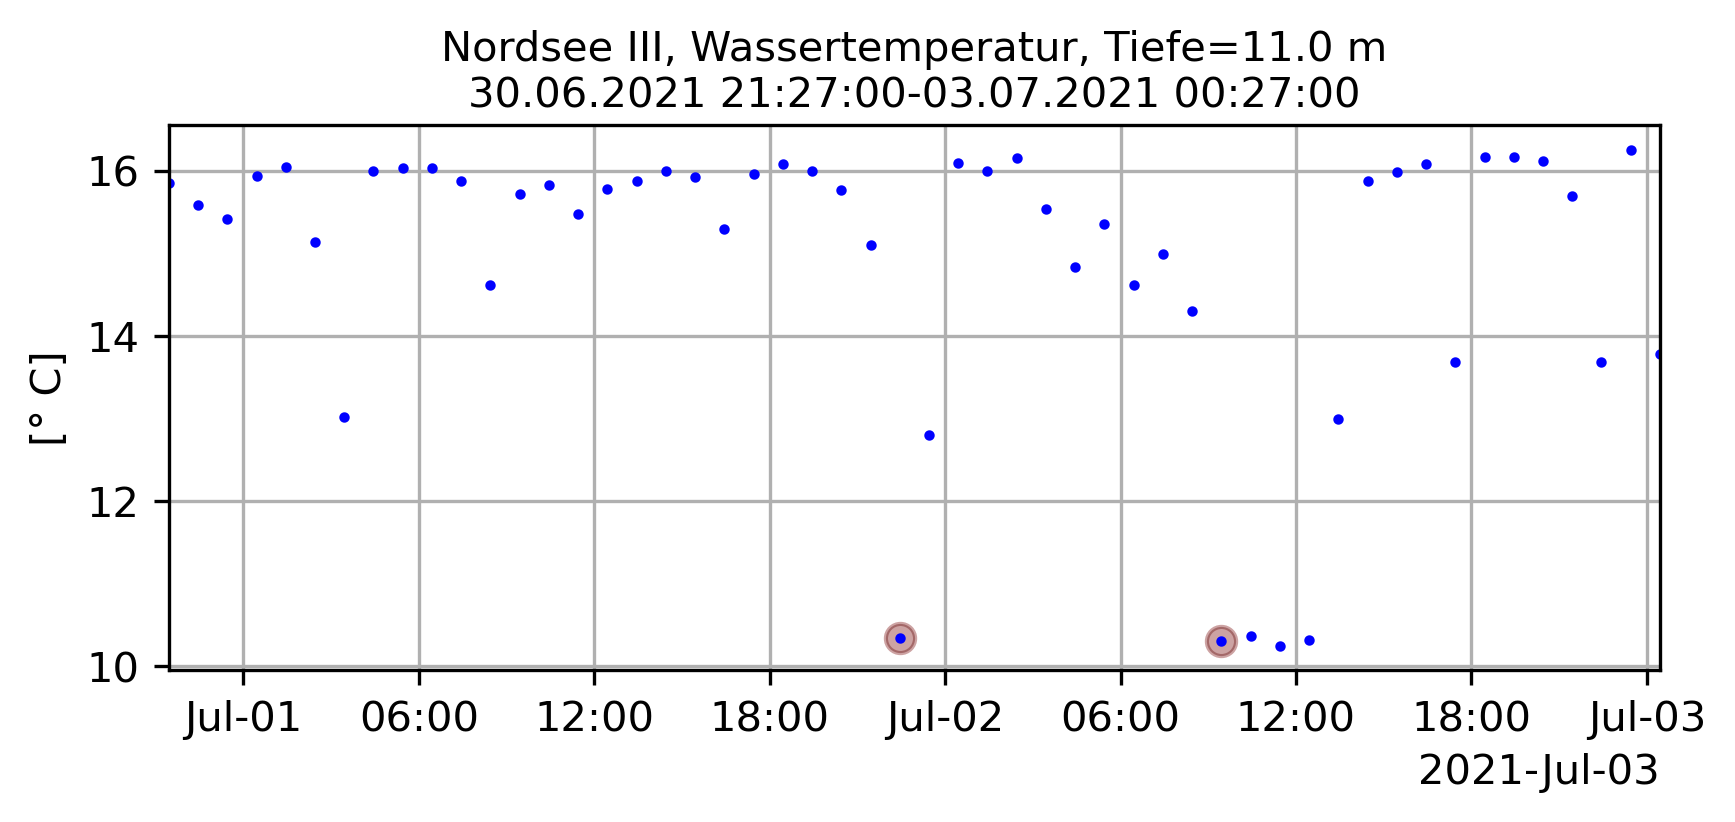 Nordsee III, Wassertemperatur, Tiefe=11.0 m
30.06.2021 21:27:00-03.07.2021 00:27:00
16
14
12
10
[° C]
Jul-01 06:00 12:00 18:00 Jul-02 06:00 12:00 18:00 Jul-03
2021-Jul-03